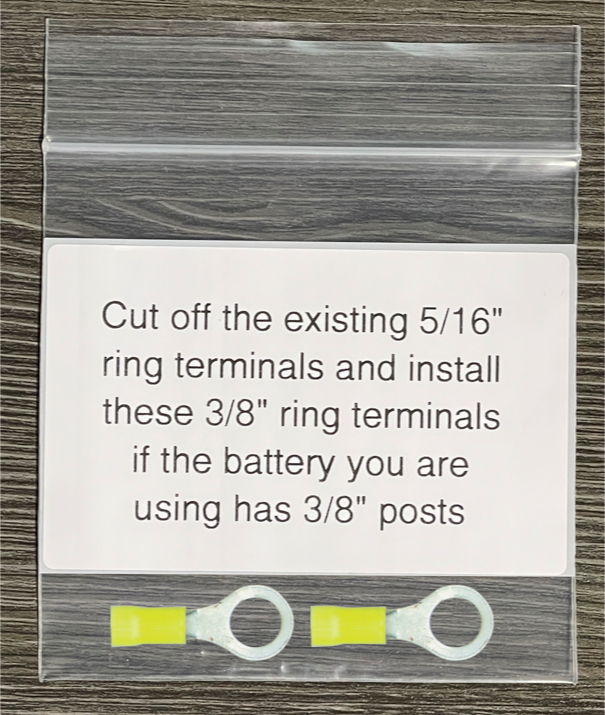 Cut off the existing 5/16"
ring terminals and install
these 3/8" ring terminals
if the battery you are
using has 3/8" posts